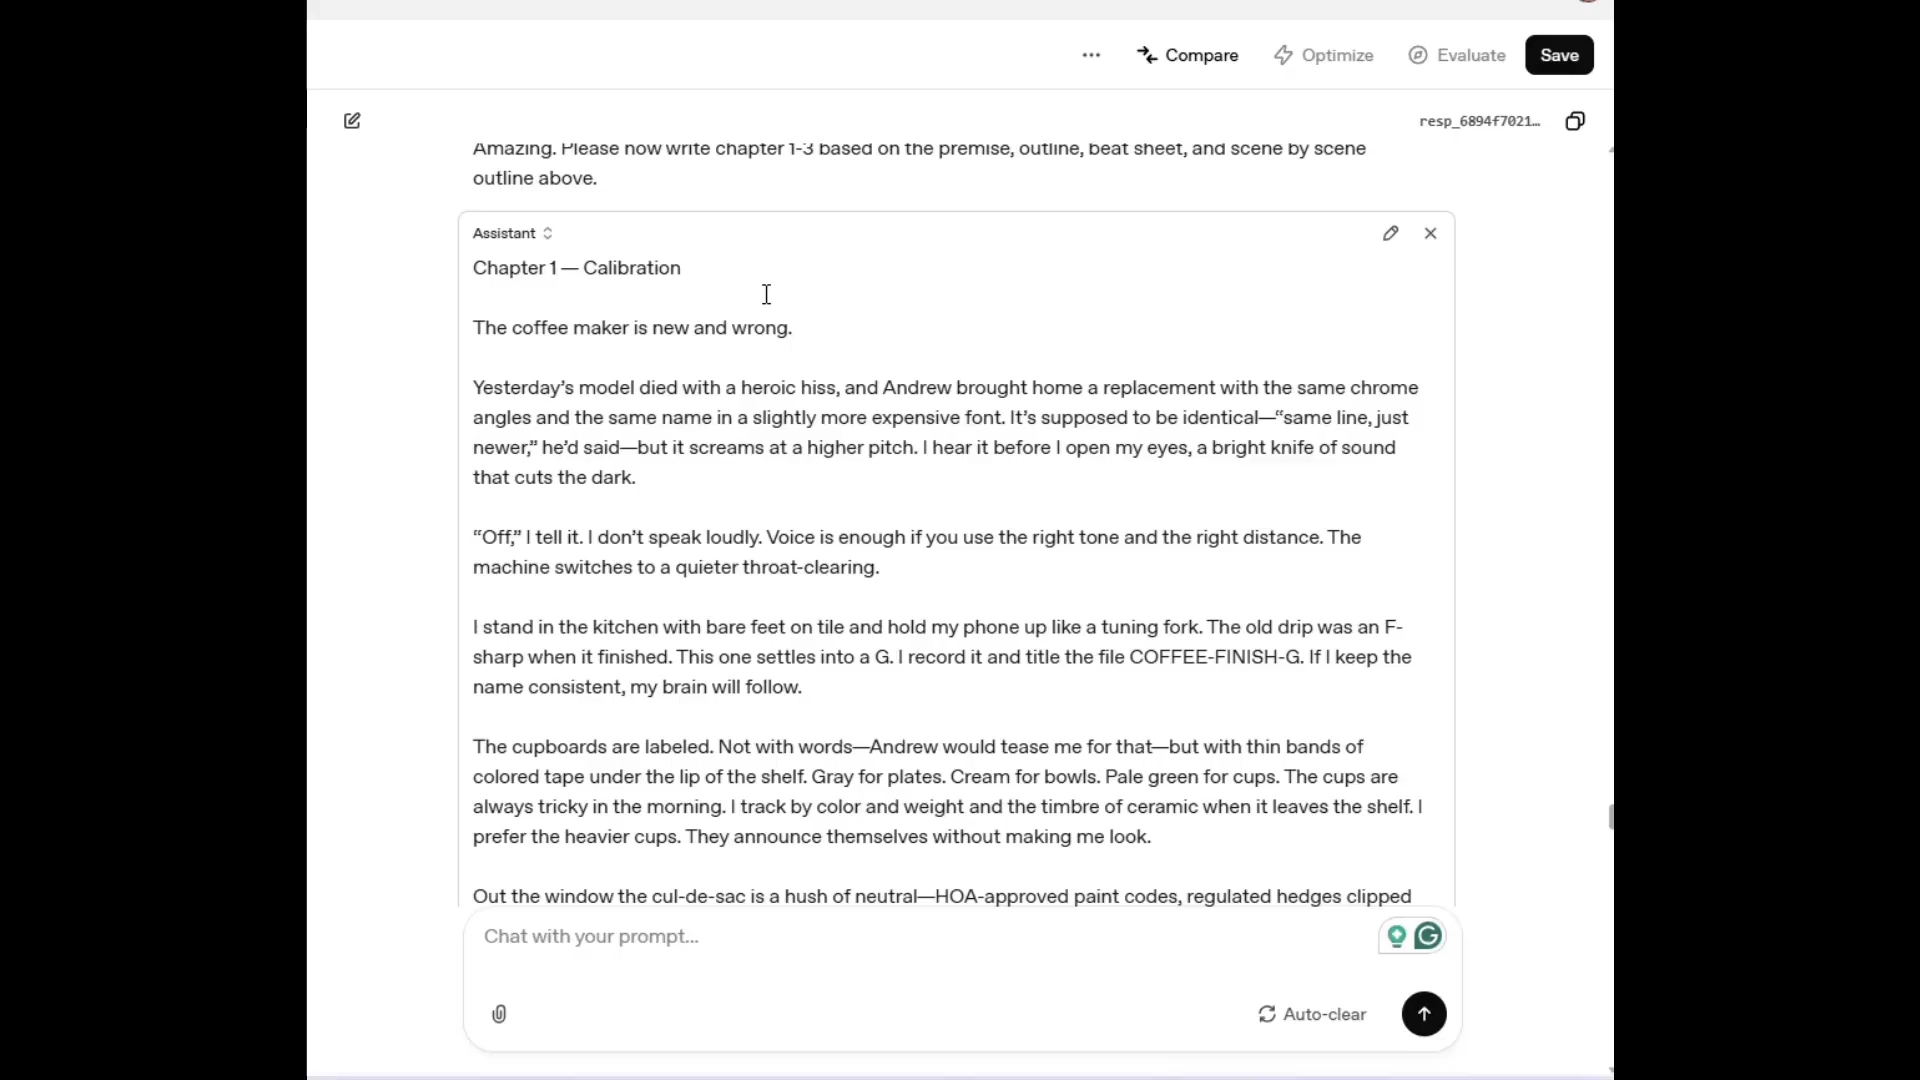 Compare
Optimize
Evaluate
Save
resp_6894f7021…
Amazing. Please now write chapter 1-3 based on the premise, outline, beat sheet, and scene by scene
outline above.
Assistant
Chapter 1 — Calibration
The coffee maker is new and wrong.
Yesterday’s model died with a heroic hiss, and Andrew brought home a replacement with the same chrome
angles and the same name in a slightly more expensive font. It’s supposed to be identical—“same line, just
newer,” he’d said—but it screams at a higher pitch. I hear it before I open my eyes, a bright knife of sound
that cuts the dark.
“Off,” I tell it. I don’t speak loudly. Voice is enough if you use the right tone and the right distance. The
machine switches to a quieter throat-clearing.
I stand in the kitchen with bare feet on tile and hold my phone up like a tuning fork. The old drip was an F-
sharp when it finished. This one settles into a G. I record it and title the file COFFEE-FINISH-G. If I keep the
name consistent, my brain will follow.
The cupboards are labeled. Not with words—Andrew would tease me for that—but with thin bands of
colored tape under the lip of the shelf. Gray for plates. Cream for bowls. Pale green for cups. The cups are
always tricky in the morning. I track by color and weight and the timbre of ceramic when it leaves the shelf. I
prefer the heavier cups. They announce themselves without making me look.
Out the window the cul-de-sac is a hush of neutral—HOA-approved paint codes, regulated hedges clipped
Chat with your prompt...
Auto-clear